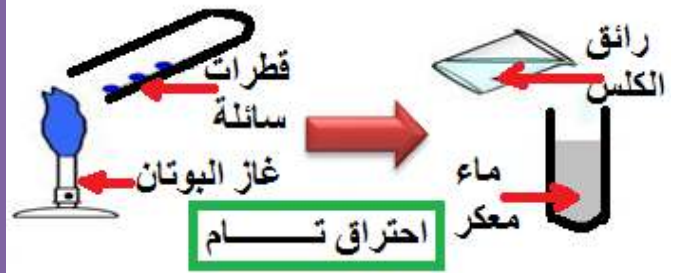 قطرات
سائلة
غاز البوتان
رائق
الكلس
ماء
معكر
احتراق تـــــــام